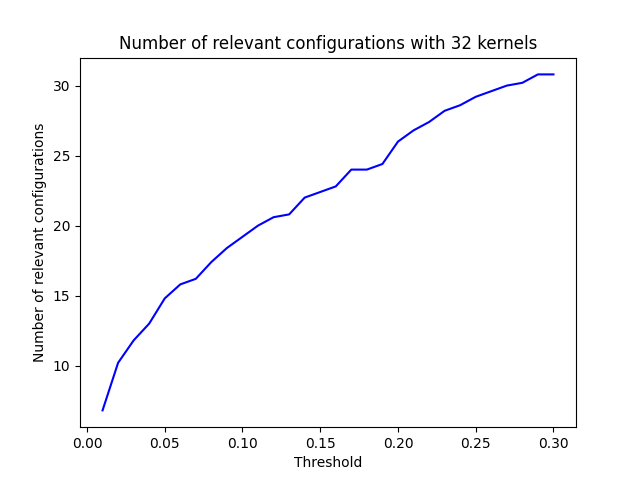 Number of relevant configurations with 32 kernels
Number of relevant configurations
30
25
20
15
10
0.00 0.05 0.10 0.15 0.20 0.25 0.30
Threshold